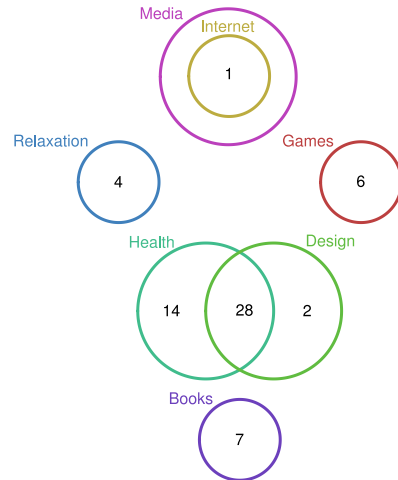 Media
Internet
1
Relaxation
Games
4
6
Health
Design
14
28
2
Books
7